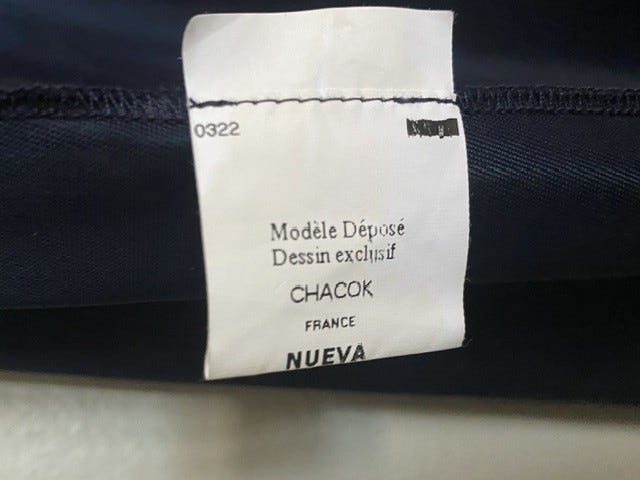 0322
Modèle Déposé
Dessin exclusif
CHACOK
FRANCE
NUEVA